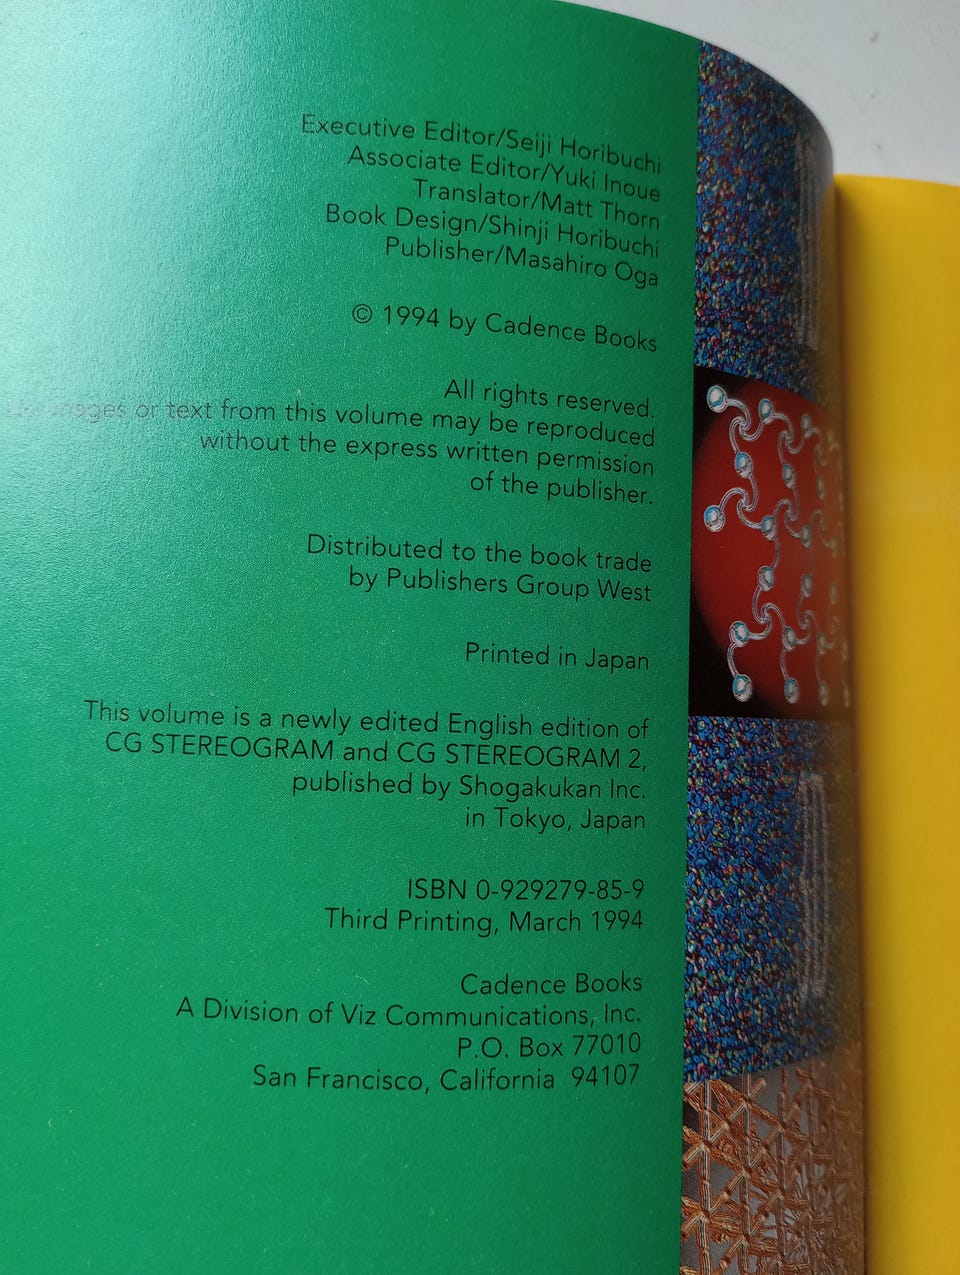 Executive Editor/Seiji Horibuchi
Associate Editor/Yuki Inoue
Translator/Matt Thorn
Book Design/Shinji Horibuchi
Publisher/Masahiro Oga
© 1994 by Cadence Books
All rights reserved.
images or text from this volume may be reproduced
without the express written permission
of the publisher.
Distributed to the book trade
by Publishers Group West
Printed in Japan
This volume is a newly edited English edition of
CG STEREOGRAM and CG STEREOGRAM 2,
published by Shogakukan Inc.
in Tokyo, Japan
ISBN 0-929279-85-9
Third Printing, March 1994
Cadence Books
A Division of Viz Communications, Inc.
P.O. Box 77010
San Francisco, California 94107